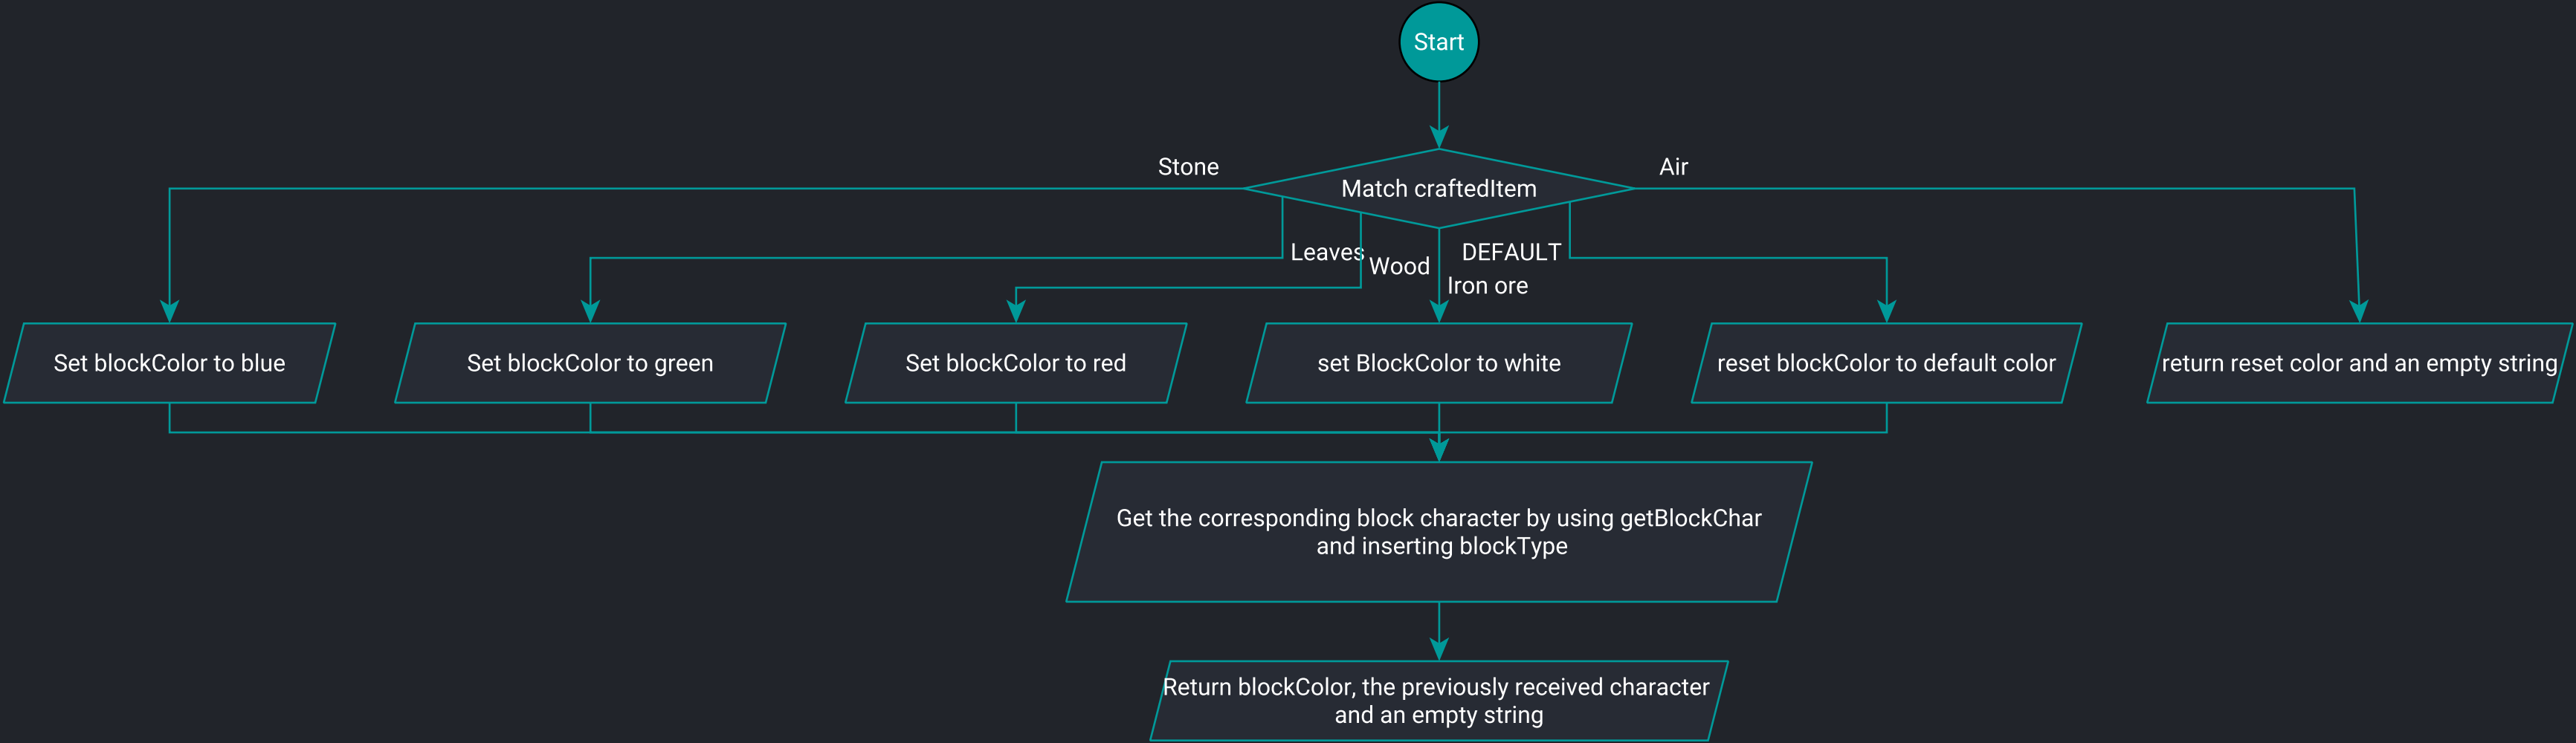 Start
Stone
Match craftedItem
Air
Leaves
Wood
DEFAULT
Iron ore
Set blockColor to blue
Set blockColor to green
Set blockColor to red
set BlockColor to white
reset blockColor to default color
return reset color and an empty string
Get the corresponding block character by using getBlockChar
and inserting blockType
Return blockColor, the previously received character
and an empty string